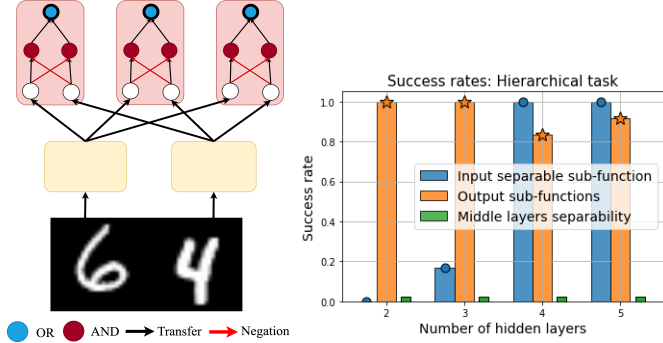 6 4
OR AND Transfer Negation
Success rates: Hierarchical task
Success rate
1.0
0.8
0.6
0.4
0.2
0.0
Input separable sub-function
Output sub-functions
Middle layers separability
2 3 4 5
Number of hidden layers